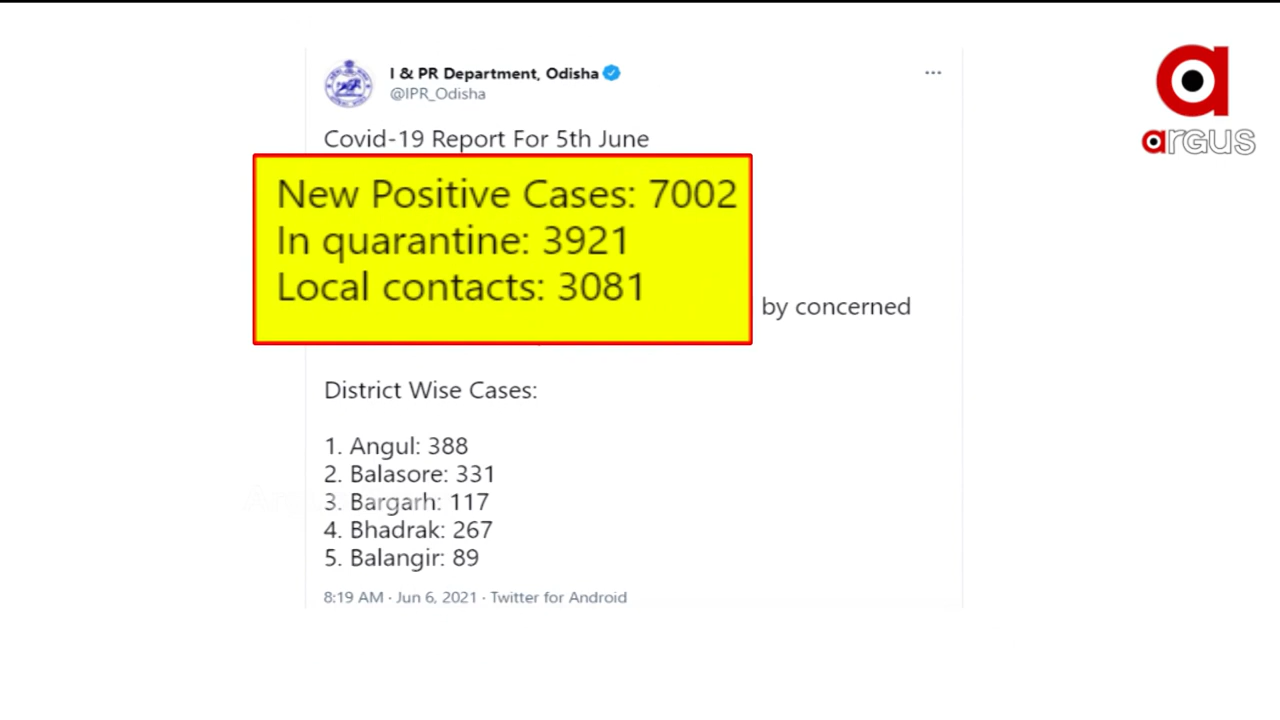 I & PR Department, Odisha
@IPR_Odisha
argus
Covid-19 Report For 5th June
New Positive Cases: 7002
In quarantine: 3921
Local contacts: 3081
by concerned
District Wise Cases:
1. Angul: 388
2. Balasore: 331
3. Bargarh: 117
4. Bhadrak: 267
5. Balangir: 89
8:19 AM · Jun 6, 2021 · Twitter for Android